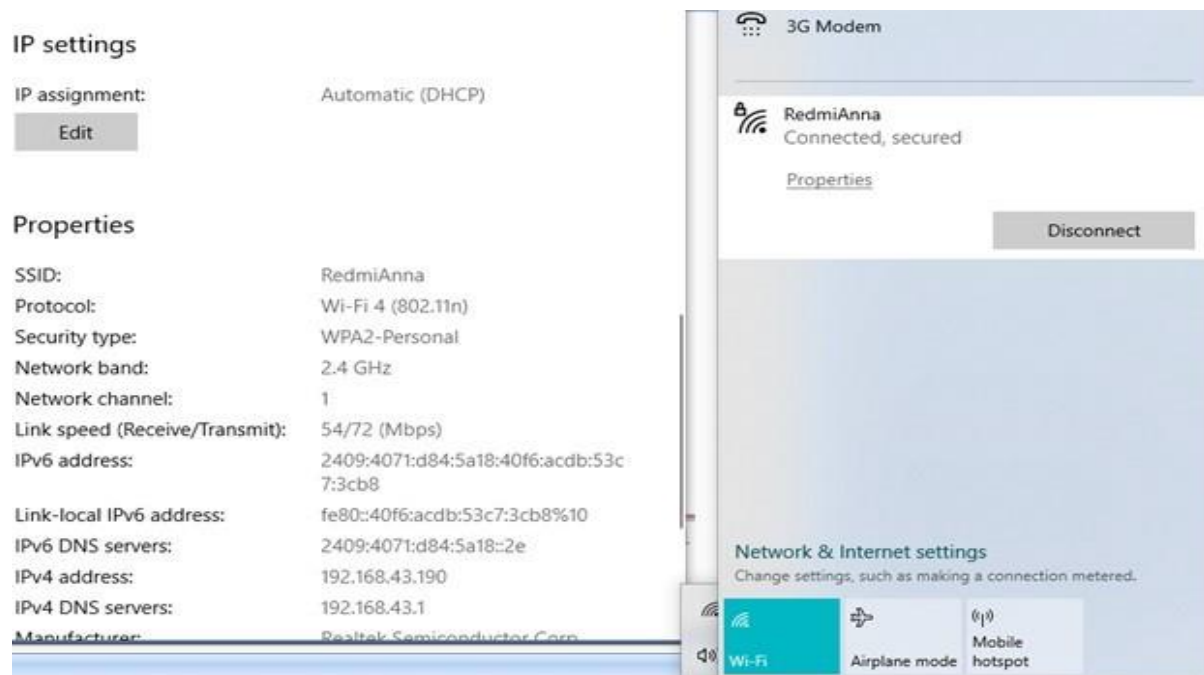 IP settings
IP assignment: Automatic (DHCP)
Edit
Properties
SSID: RedmiAnna
Protocol: Wi-Fi 4 (802.11n)
Security type: WPA2-Personal
Network band: 2.4 GHz
Network channel: 1
Link speed (Receive/Transmit): 54/72 (Mbps)
IPv6 address: 2409:4071:d84:5a18:40f6:acdb:53c
7:3cb8
Link-local IPv6 address: fe80::40f6:acdb:53c7:3cb8%10
IPv6 DNS servers: 2409:4071:d84:5a18::2e
IPv4 address: 192.168.43.190
IPv4 DNS servers: 192.168.43.1
Manufacturer: Realtek Semiconductor Corp.
3G Modem
RedmiAnna
Connected, secured
Properties
Disconnect
Network & Internet settings
Change settings, such as making a connection metered.
Wi-Fi
Airplane mode
Mobile
hotspot